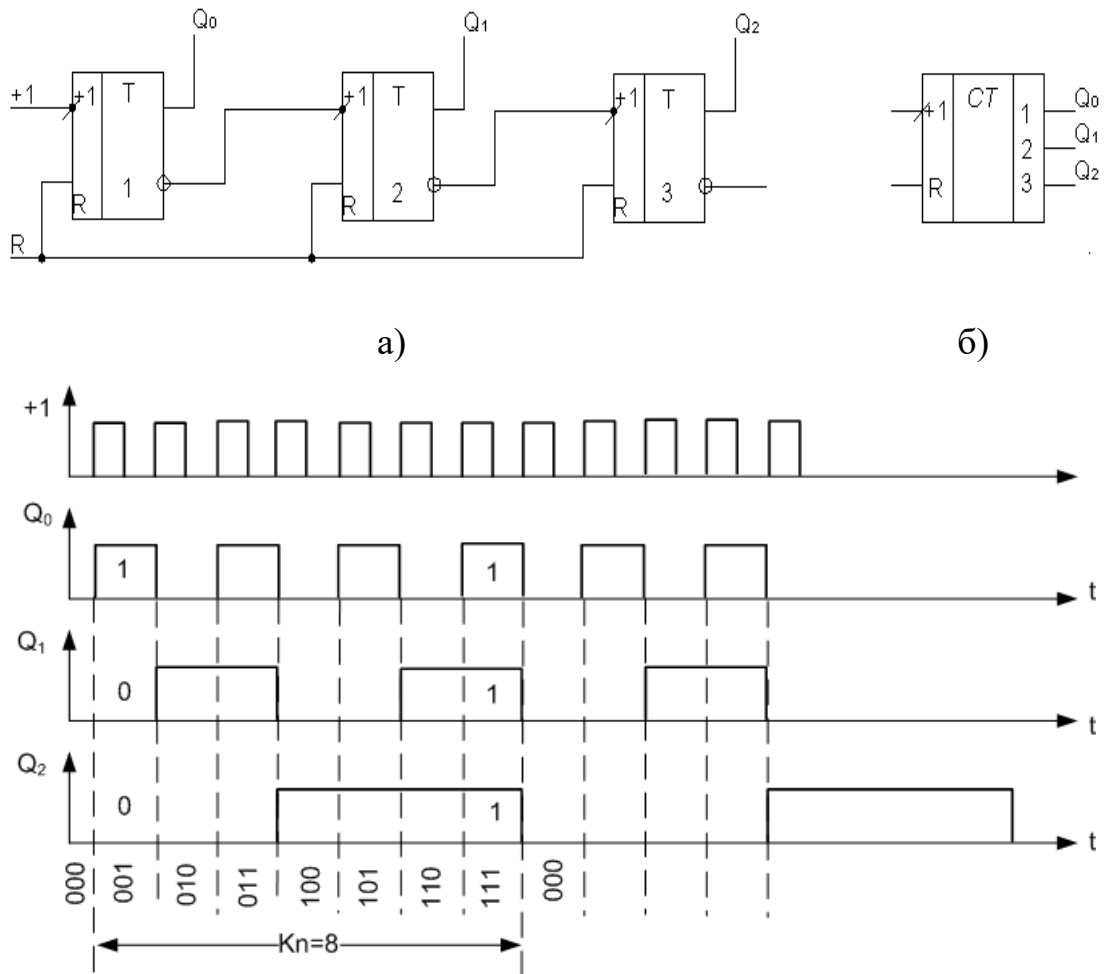 Q₀ Q₁ Q₂
+1 +1 T +1 T +1 T +1 CT 1 Q₀
2 Q₁
1 2 3 3 Q₂
R R R R
R
а) б)
+1
Q₀
1 1 t
Q₁
0 1 t
Q₂
0 1 t
000 001 010 011 100 101 110 111 000
Kn=8